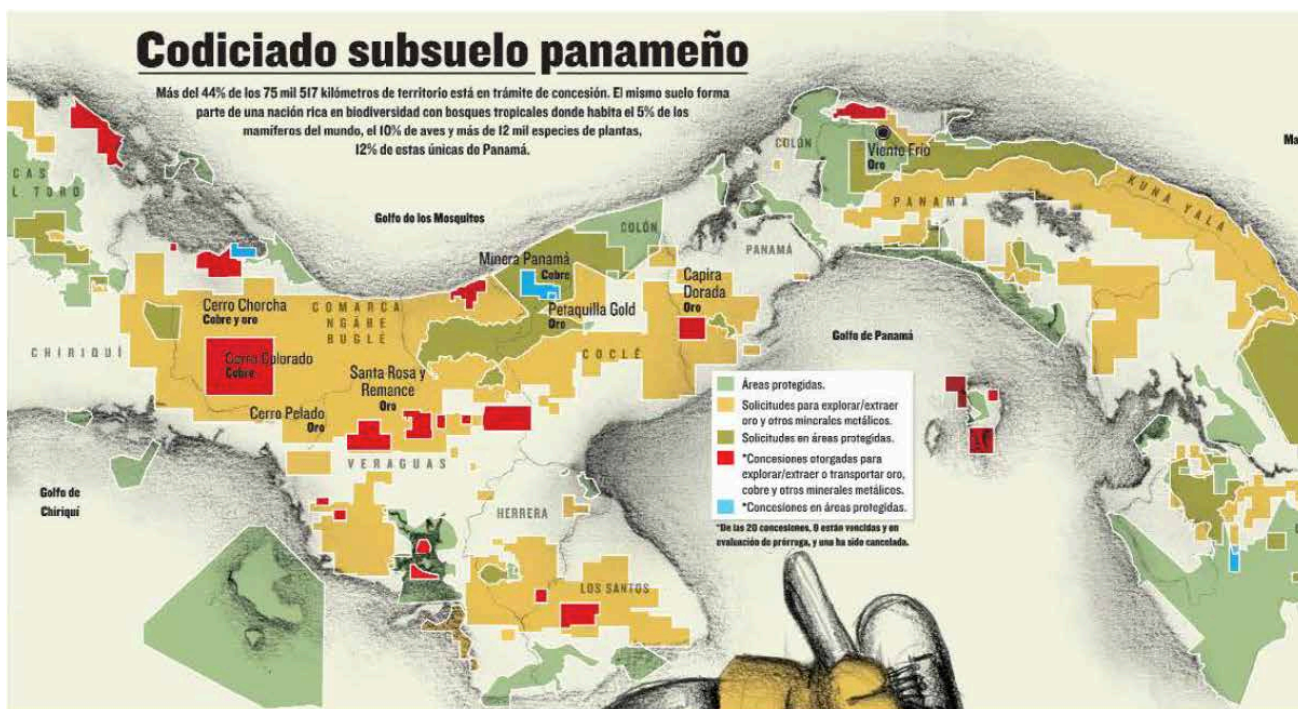 Codiciado subsuelo panameño
Más del 44% de los 75 mil 517 kilómetros de territorio está en trámite de concesión. El mismo suelo forma
parte de una nación rica en biodiversidad con bosques tropicales donde habita el 5% de los
mamíferos del mundo, el 10% de aves y más de 12 mil especies de plantas,
12% de estas únicas de Panamá.
CAS
L TORO
Golfo de los Mosquitos
COLÓN
Viente Frío
Oro
Ma
KUNA YALA
PANAMÁ
COLÓN
PANAMÁ
Minera Panamá
Cobre
Petaquilla Gold
Oro
Capira
Dorada
Oro
Cerro Chorcha
Cobre y oro
COMARCA
NGÄBE
BUGLÉ
CHIRIQUÍ
Cerro Colorado
Cobre
COCLÉ
Golfo de Panamá
Santa Rosa y
Remance
Oro
Cerro Pelado
Oro
VERAGUAS
Golfo de
Chiriquí
HERRERA
LOS SANTOS
Áreas protegidas.
Solicitudes para explorar/extraer
oro y otros minerales metálicos.
Solicitudes en áreas protegidas.
*Concesiones otorgadas para
explorar/extraer o transportar oro,
cobre y otros minerales metálicos.
*Concesiones en áreas protegidas.
*De las 20 concesiones, 9 están vencidas y en
evaluación de prórroga, y una ha sido cancelada.